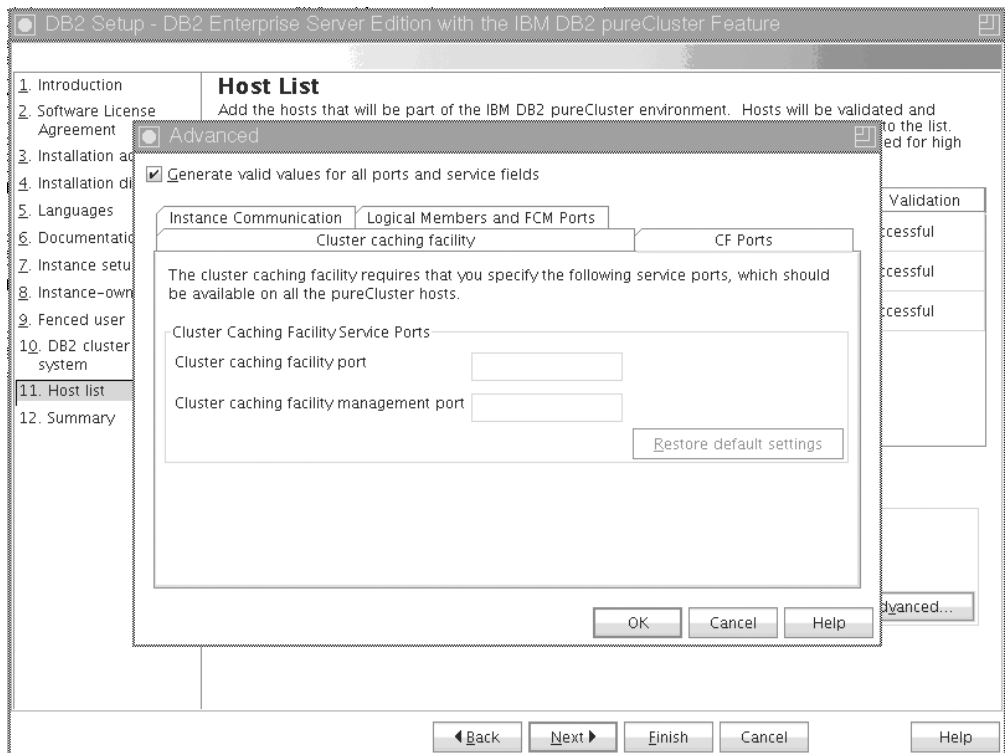 DB2 Setup - DB2 Enterprise Server Edition with the IBM DB2 pureCluster Feature
1. Introduction
2. Software License
Agreement
3. Installation ac
4. Installation di
5. Languages
6. Documentatio
7. Instance setu
8. Instance-own
9. Fenced user
10. DB2 cluster
system
11. Host list
12. Summary
Host List
Add the hosts that will be part of the IBM DB2 pureCluster environment. Hosts will be validated and
to the list.
ed for high
Validation
ccessful
ccessful
ccessful
dvanced...
Advanced
Generate valid values for all ports and service fields
Instance Communication
Logical Members and FCM Ports
Cluster caching facility
CF Ports
The cluster caching facility requires that you specify the following service ports, which should
be available on all the pureCluster hosts.
Cluster Caching Facility Service Ports
Cluster caching facility port
Cluster caching facility management port
Restore default settings
OK
Cancel
Help
Back
Next
Finish
Cancel
Help